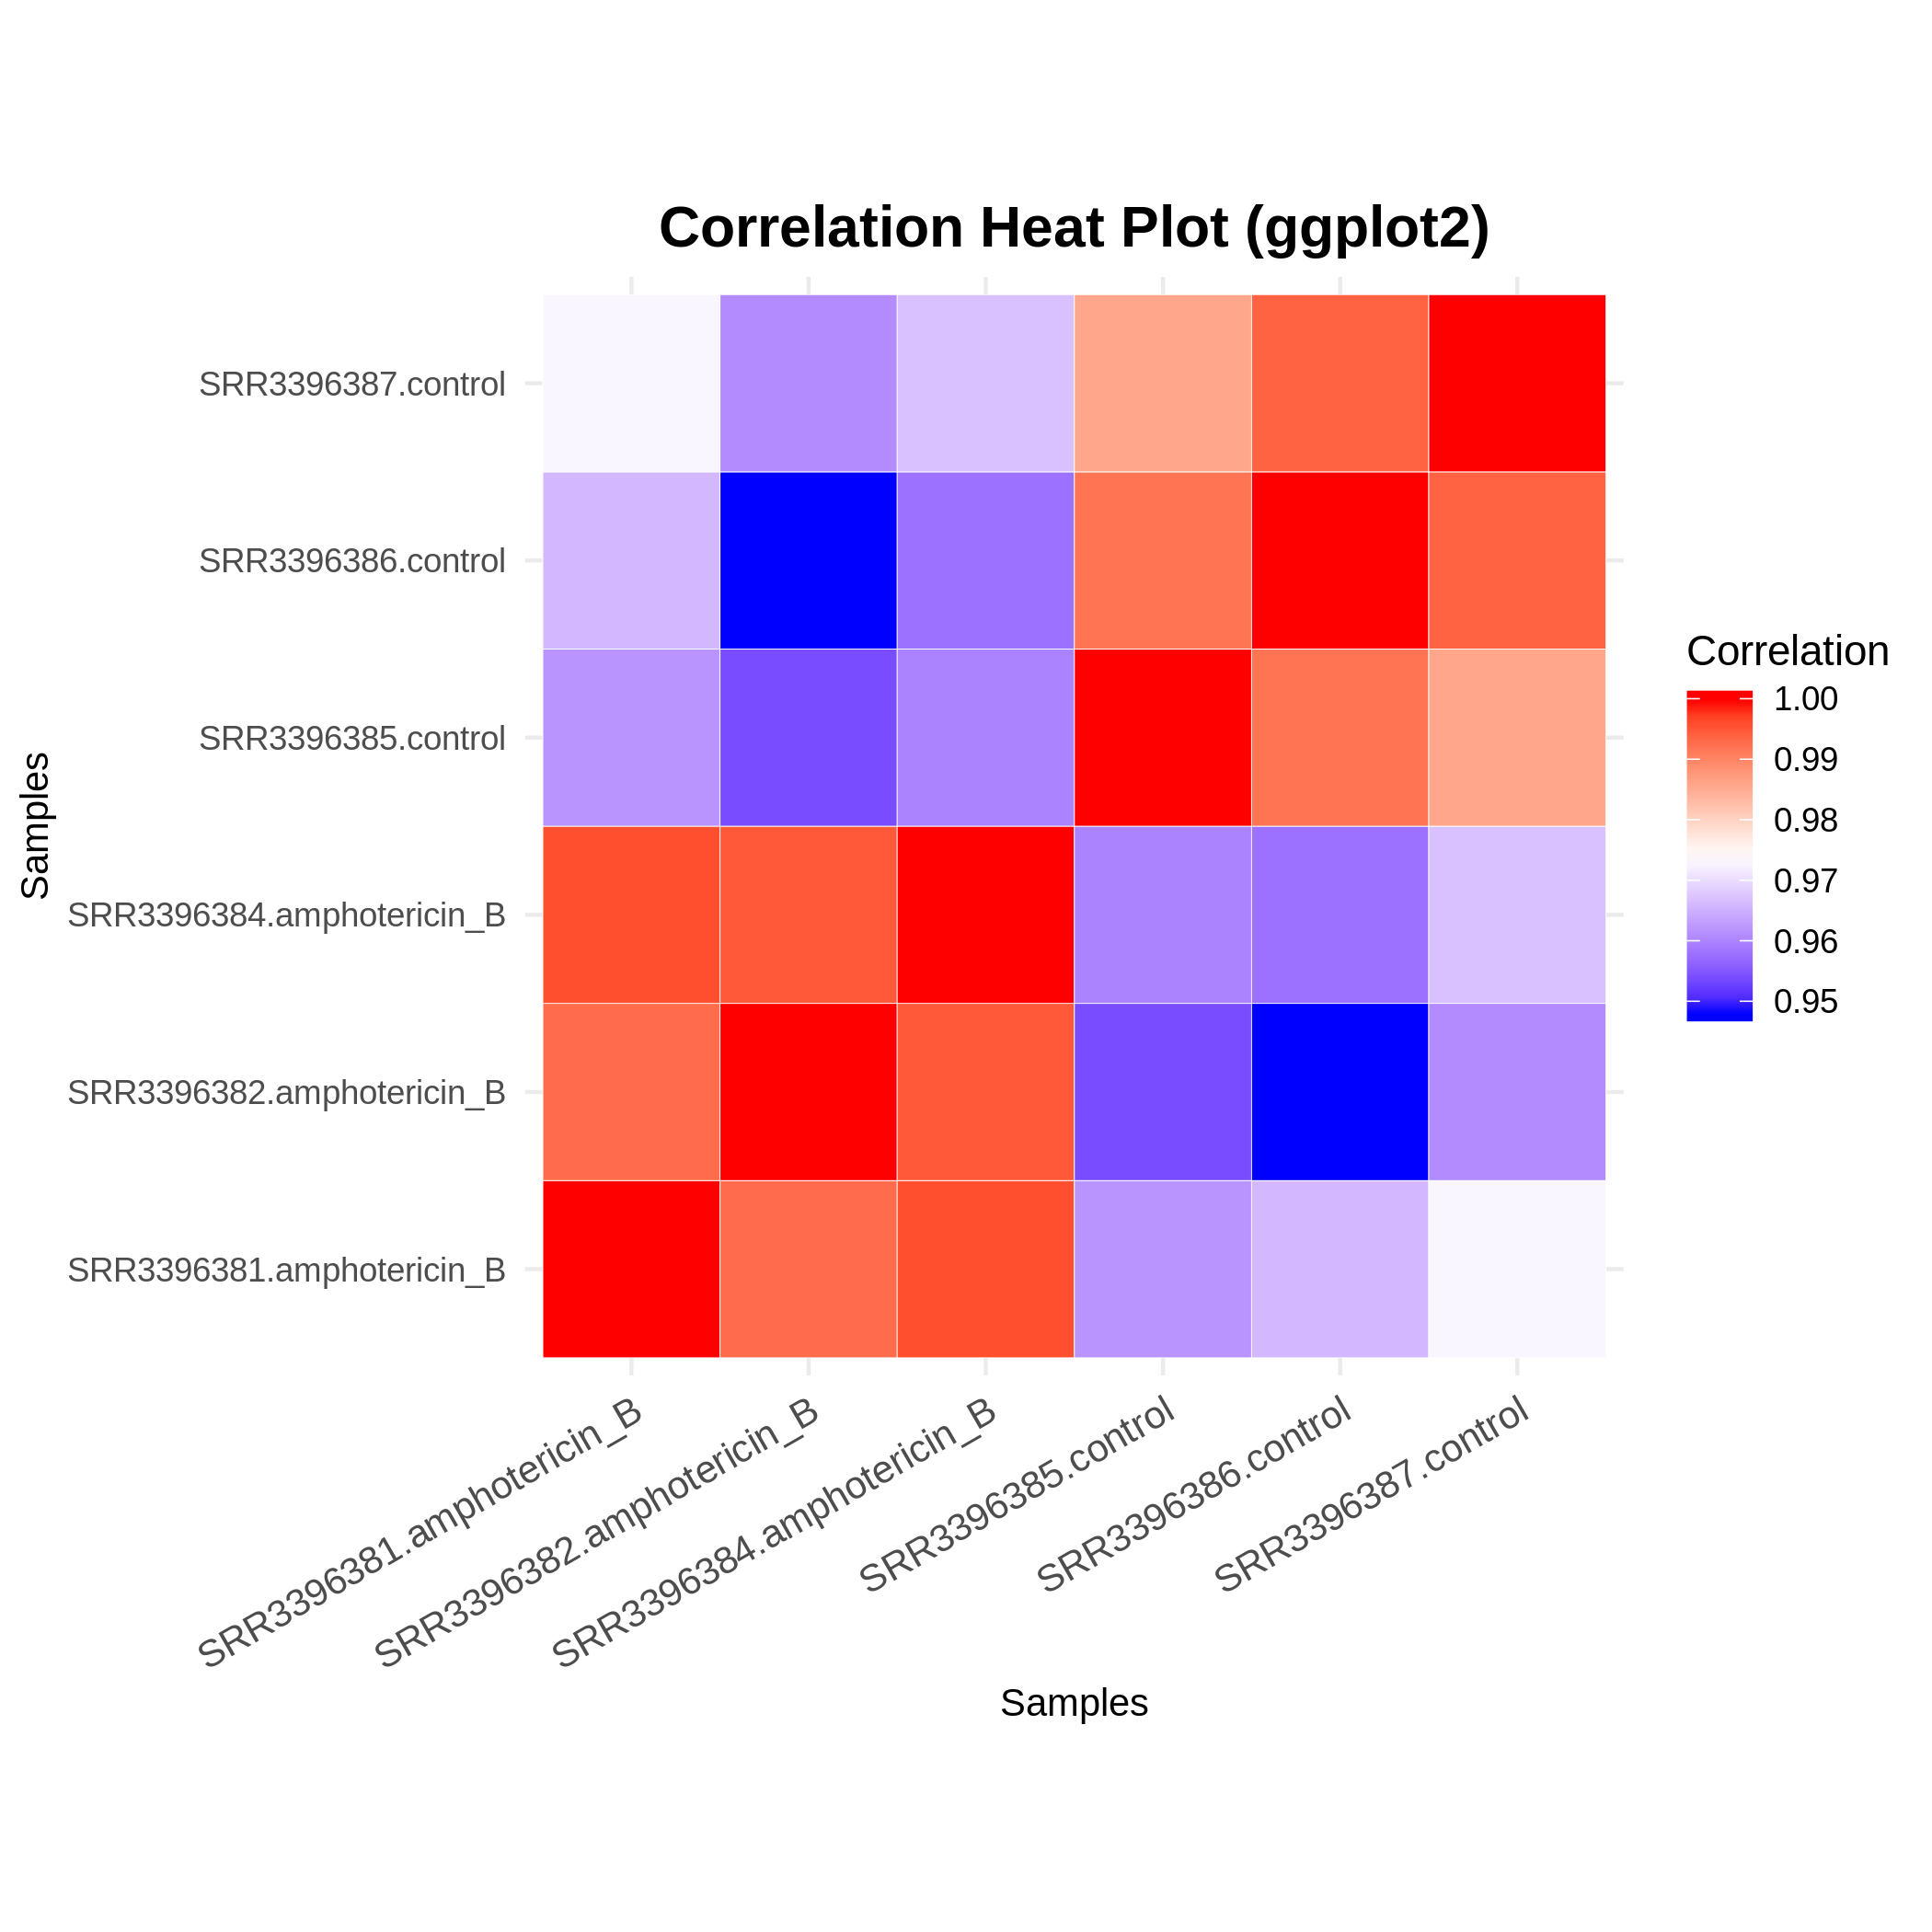 Correlation Heat Plot (ggplot2)
SRR3396387.control
SRR3396386.control
SRR3396385.control
SRR3396384.amphotericin_B
SRR3396382.amphotericin_B
SRR3396381.amphotericin_B
Samples
SRR3396381.amphotericin_B
SRR3396382.amphotericin_B
SRR3396384.amphotericin_B
SRR3396385.control
SRR3396386.control
SRR3396387.control
Samples
Correlation
1.00
0.99
0.98
0.97
0.96
0.95